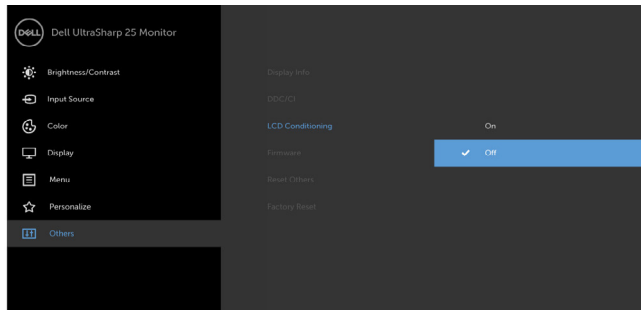 DELL Dell UltraSharp 25 Monitor
Brightness/Contrast
Input Source
Color
Display
Menu
Personalize
Others
Display Info
DDC/CI
LCD Conditioning
Firmware
Reset Others
Factory Reset
On
Off